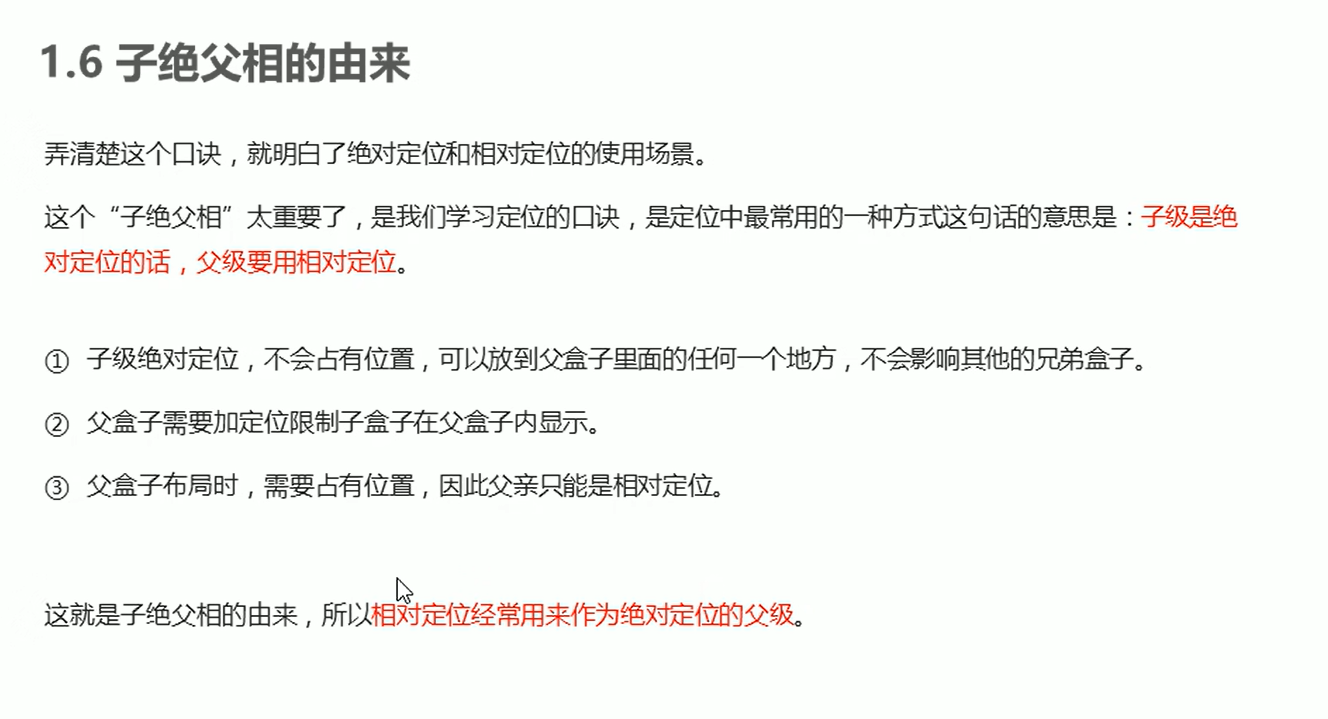 1.6 子绝父相的由来
弄清楚这个口诀，就明白了绝对定位和相对定位的使用场景。
这个“子绝父相”太重要了，是我们学习定位的口诀，是定位中最常用的一种方式这句话的意思是：子级是绝
对定位的话，父级要用相对定位。
① 子级绝对定位，不会占有位置，可以放到父盒子里面的任何一个地方，不会影响其他的兄弟盒子。
② 父盒子需要加定位限制子盒子在父盒子内显示。
③ 父盒子布局时，需要占有位置，因此父亲只能是相对定位。
这就是子绝父相的由来，所以相对定位经常用来作为绝对定位的父级。